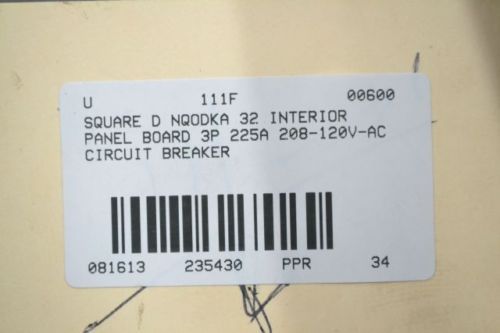 U 111F 00600
SQUARE D NQODKA 32 INTERIOR
PANEL BOARD 3P 225A 208-120V-AC
CIRCUIT BREAKER
081613 235430 PPR 34